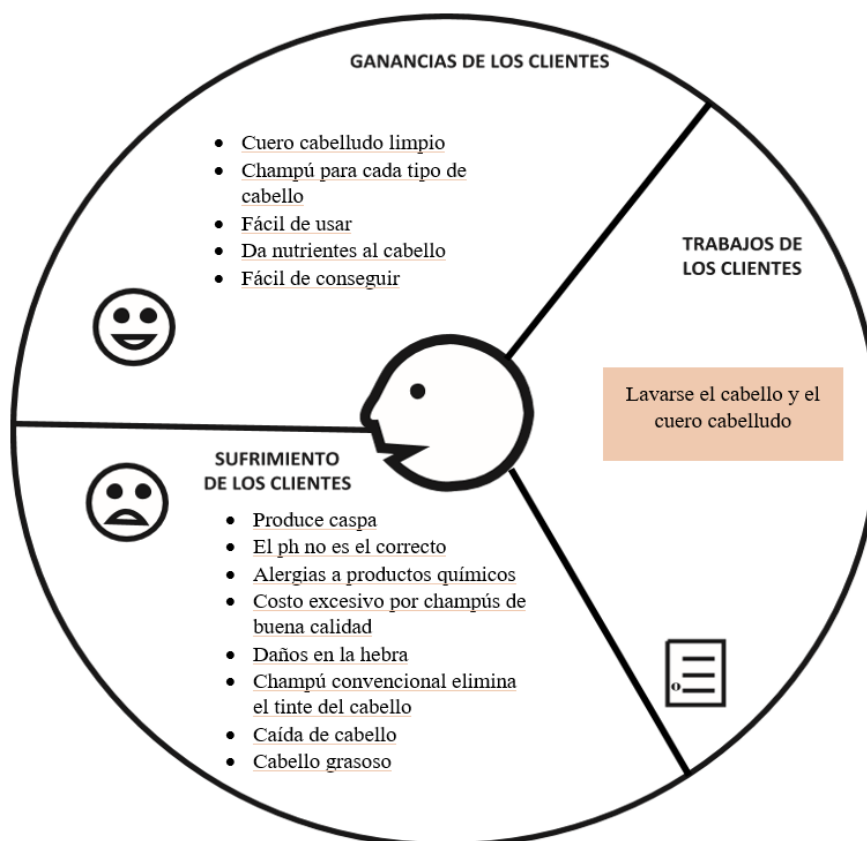 GANANCIAS DE LOS CLIENTES
• Cuero cabelludo limpio
• Champú para cada tipo de
cabello
• Fácil de usar
• Da nutrientes al cabello
• Fácil de conseguir
TRABAJOS DE
LOS CLIENTES
Lavarse el cabello y el
cuero cabelludo
SUFRIMIENTO
DE LOS CLIENTES
• Produce caspa
• El ph no es el correcto
• Alergias a productos químicos
• Costo excesivo por champús de
buena calidad
• Daños en la hebra
• Champú convencional elimina
el tinte del cabello
• Caída de cabello
• Cabello grasoso